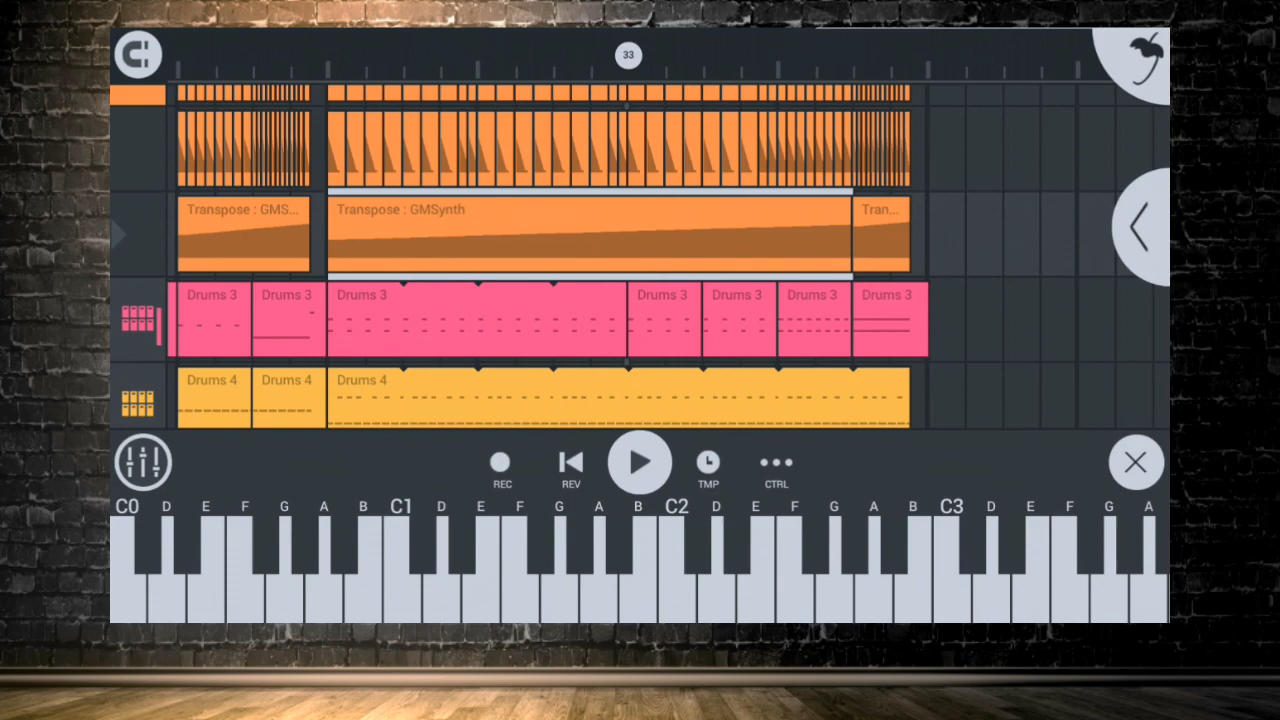 33
Transpose : GMS... Transpose : GMSynth Tran...
Drums 3 Drums 3 Drums 3 Drums 3 Drums 3 Drums 3 Drums 3
Drums 4 Drums 4 Drums 4
REC REV TMP CTRL
C0 D E F G A B C1 D E F G A B C2 D E F G A B C3 D E F G A